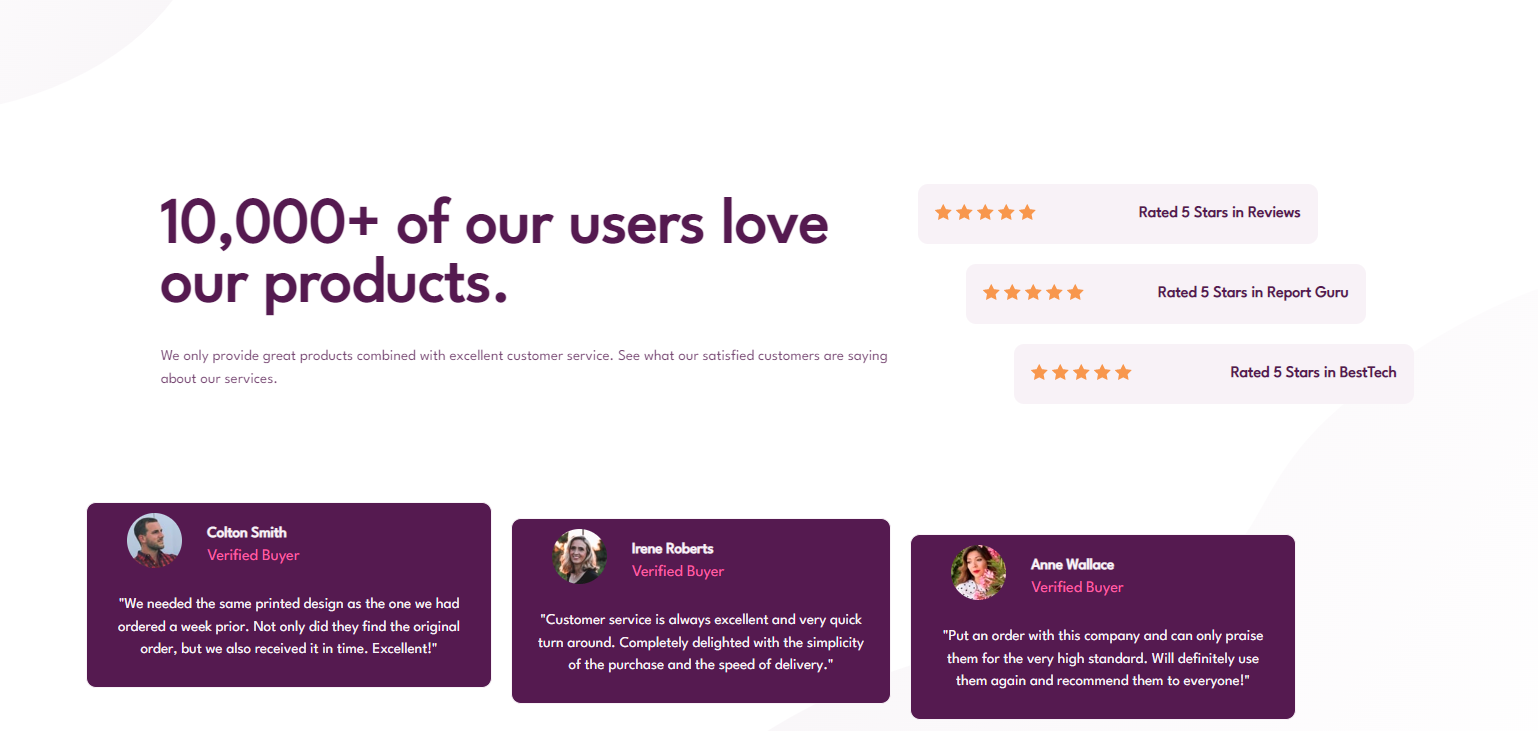 10,000+ of our users love
our products.
We only provide great products combined with excellent customer service. See what our satisfied customers are saying
about our services.
Rated 5 Stars in Reviews
Rated 5 Stars in Report Guru
Rated 5 Stars in BestTech
Colton Smith
Verified Buyer
"We needed the same printed design as the one we had
ordered a week prior. Not only did they find the original
order, but we also received it in time. Excellent!"
Irene Roberts
Verified Buyer
"Customer service is always excellent and very quick
turn around. Completely delighted with the simplicity
of the purchase and the speed of delivery."
Anne Wallace
Verified Buyer
"Put an order with this company and can only praise
them for the very high standard. Will definitely use
them again and recommend them to everyone!"